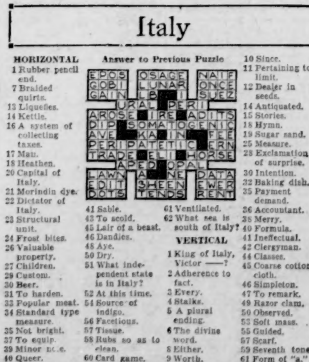 Italy
HORIZONTAL
1 Rubber pencil
end.
7 Braided
quirts.
13 Liquefies.
14 Kettle.
16 A system of
collecting
taxes.
17 Mau.
18 Heathen.
20 Capital of
Italy.
21 Morindin dye.
22 Dictator of
Italy.
23 Structural
unit.
24 Frost bites.
26 Valuable
property.
27 Children.
29 Custom.
30 Beer.
31 To harden.
33 Popular meat.
34 Standard type
measure.
35 Not bright.
37 To equip.
39 Minor note.
40 Queer.
Answer to Previous Puzzle
EPOS OSAGE NAIF
GOBI LUNAR ONCE
41 Sable.
43 To scold.
45 Lair of a beast.
46 Dandies.
48 Aye.
50 Dry.
51 What inde-
pendent state
is in Italy?
52 At this time.
54 Source of
indigo.
56 Facetious.
57 Tissue.
58 Rubs so as to
clean.
60 Card game.
61 Ventilated.
62 What sea is
south of Italy?
VERTICAL
1 King of Italy,
Victor ——?
2 Adherence to
fact.
3 Every.
4 Stalks.
5 A plural
ending.
6 The divine
word.
8 Either.
9 Worth.
10 Since.
11 Pertaining to
limit.
12 Dealer in
seeds.
14 Antiquated.
15 Stories.
18 Hymn.
19 Sugar sand.
25 Measure.
28 Exclamation
of surprise.
30 Intention.
32 Baking dish.
Payment
demand.
36 Accountant.
38 Merry.
40 Formula.
41 Ineffectual.
42 Clergyman.
44 Classes.
45 Coarse cotton
cloth.
46 Simpleton.
47 To remark.
49 Razor clam.
50 Observed.
53 Soft mass.
55 Guided.
57 Scarf.
59 Seventh tone
61 Form of "a"